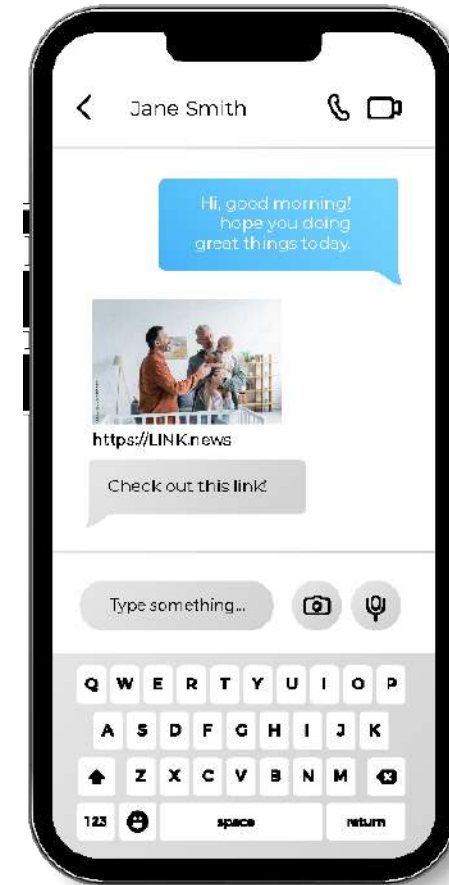 Jane Smith
Hi, good morning!
hope you doing
great things today.
https://LINK.news
Check out this link!
Type something...
Q W E R T Y U I O P
A S D F G H I J K
Z X C V B N M
123 space return